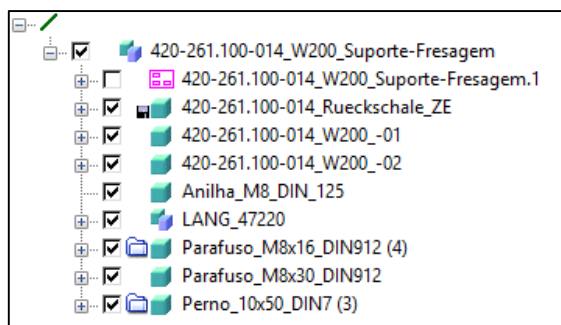 420-261.100-014_W200_Suporte-Fresagem
420-261.100-014_W200_Suporte-Fresagem.1
420-261.100-014_Rueckschale_ZE
420-261.100-014_W200_-01
420-261.100-014_W200_-02
Anilha_M8_DIN_125
LANG_47220
Parafuso_M8x16_DIN912 (4)
Parafuso_M8x30_DIN912
Perno_10x50_DIN7 (3)